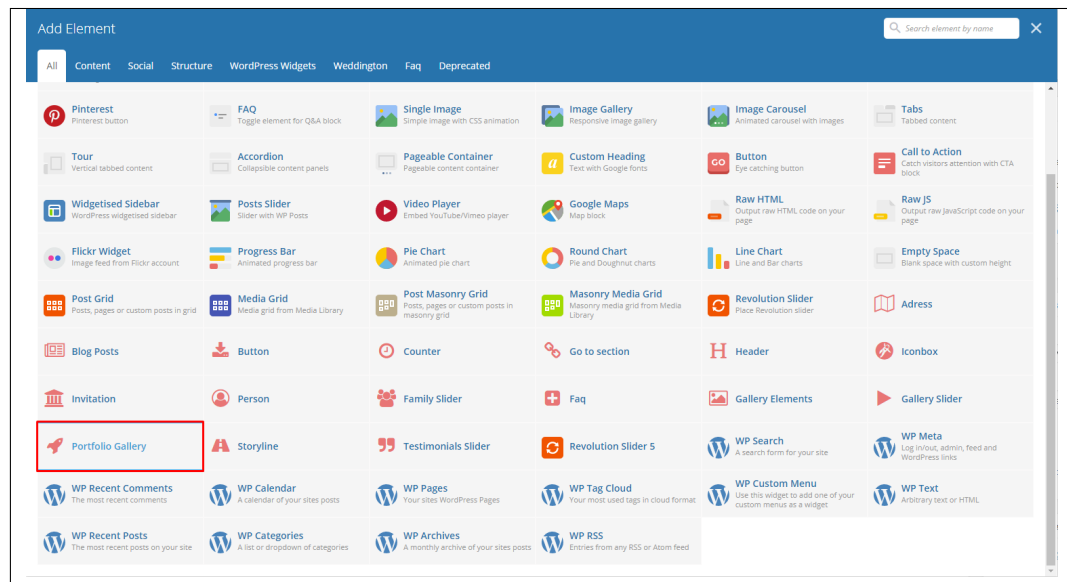 Add Element
Search element by name
All Content Social Structure WordPress Widgets Weddington Faq Deprecated
Pinterest
Pinterest button
FAQ
Toggle element for Q&A block
Single Image
Simple image with CSS animation
Image Gallery
Responsive image gallery
Image Carousel
Animated carousel with images
Tabs
Tabbed content
Tour
Vertical tabbed content
Accordion
Collapsible content panels
Pageable Container
Pageable content container
Custom Heading
Text with Google fonts
GO
Button
Eye catching button
Call to Action
Catch visitors attention with CTA
block
Widgetised Sidebar
WordPress widgetised sidebar
Posts Slider
Slider with WP Posts
Video Player
Embed YouTube/Vimeo player
Google Maps
Map block
Raw HTML
Output raw HTML code on your
page
Raw JS
Output raw JavaScript code on your
page
Flickr Widget
Image feed from Flickr account
Progress Bar
Animated progress bar
Pie Chart
Animated pie chart
Round Chart
Pie and Doughnut charts
Line Chart
Line and Bar charts
Empty Space
Blank space with custom height
Post Grid
Posts, pages or custom posts in grid
Media Grid
Media grid from Media Library
Post Masonry Grid
Posts, pages or custom posts in
masonry grid
Masonry Media Grid
Masonry media grid from Media
Library
Revolution Slider
Place Revolution slider
Adress
Blog Posts
Button
Counter
Go to section
H Header
Iconbox
Invitation
Person
Family Slider
Faq
Gallery Elements
Gallery Slider
Portfolio Gallery
Storyline
Testimonials Slider
Revolution Slider 5
WP Search
A search form for your site
WP Meta
Log in/out, admin, feed and
WordPress links
WP Recent Comments
The most recent comments
WP Calendar
A calendar of your sites posts
WP Pages
Your sites WordPress Pages
WP Tag Cloud
Your most used tags in cloud format
WP Custom Menu
Use this widget to add one of your
custom menus as a widget
WP Text
Arbitrary text or HTML
WP Recent Posts
The most recent posts on your site
WP Categories
A list or dropdown of categories
WP Archives
A monthly archive of your sites posts
WP RSS
Entries from any RSS or Atom feed